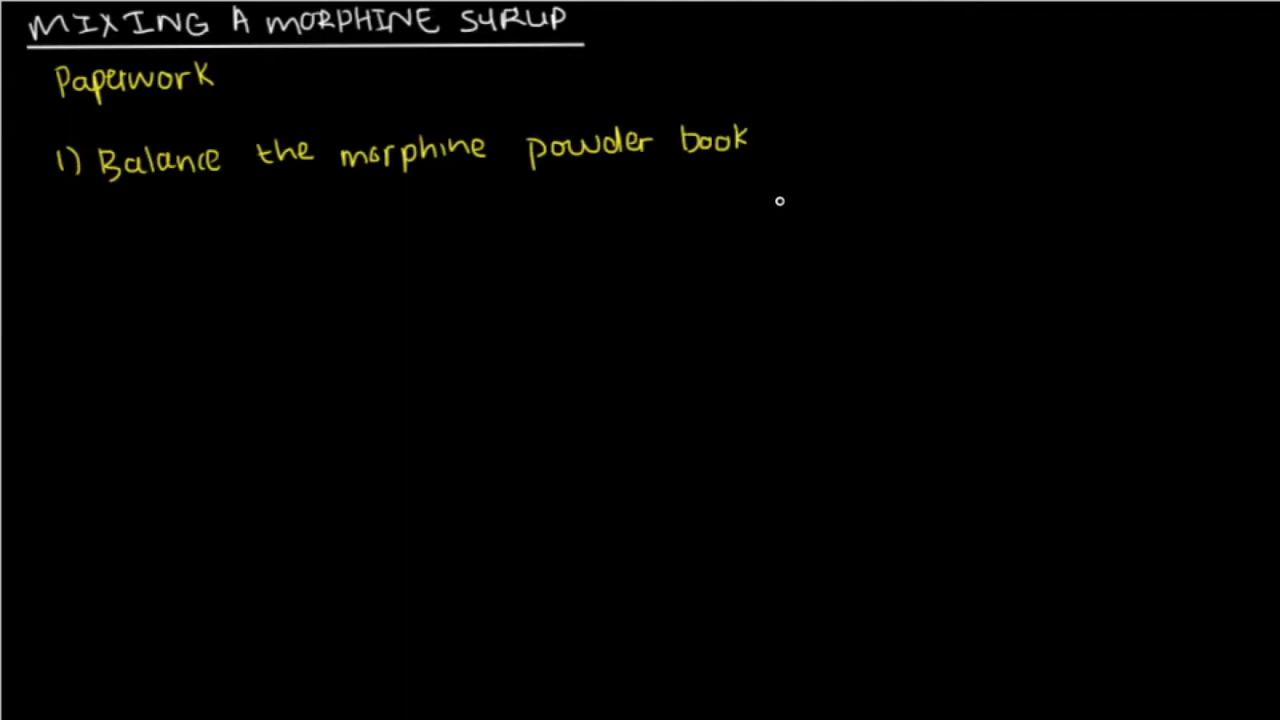 MIXING A MORPHINE SYRUP
Paperwork
1) Balance the morphine powder book